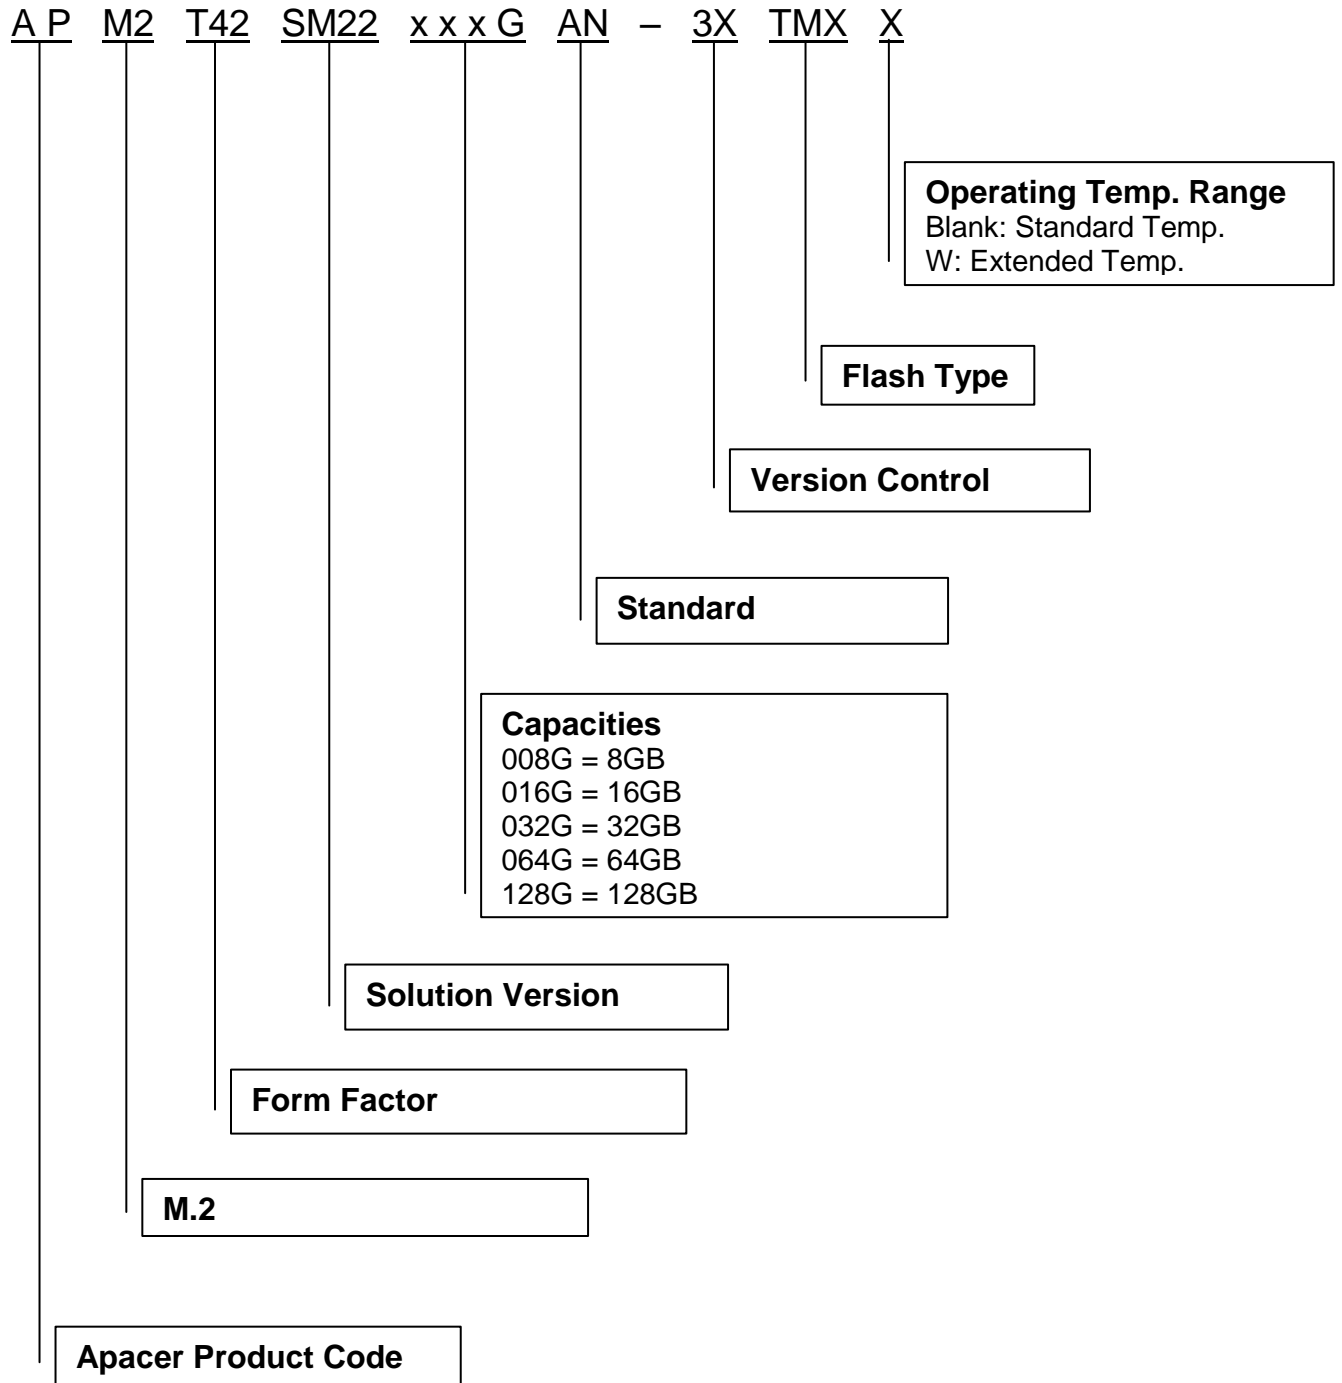 A P M2 T42 SM22 x x x G AN – 3X TMX X
Operating Temp. Range
Blank: Standard Temp.
W: Extended Temp.
Flash Type
Version Control
Standard
Capacities
008G = 8GB
016G = 16GB
032G = 32GB
064G = 64GB
128G = 128GB
Solution Version
Form Factor
M.2
Apacer Product Code